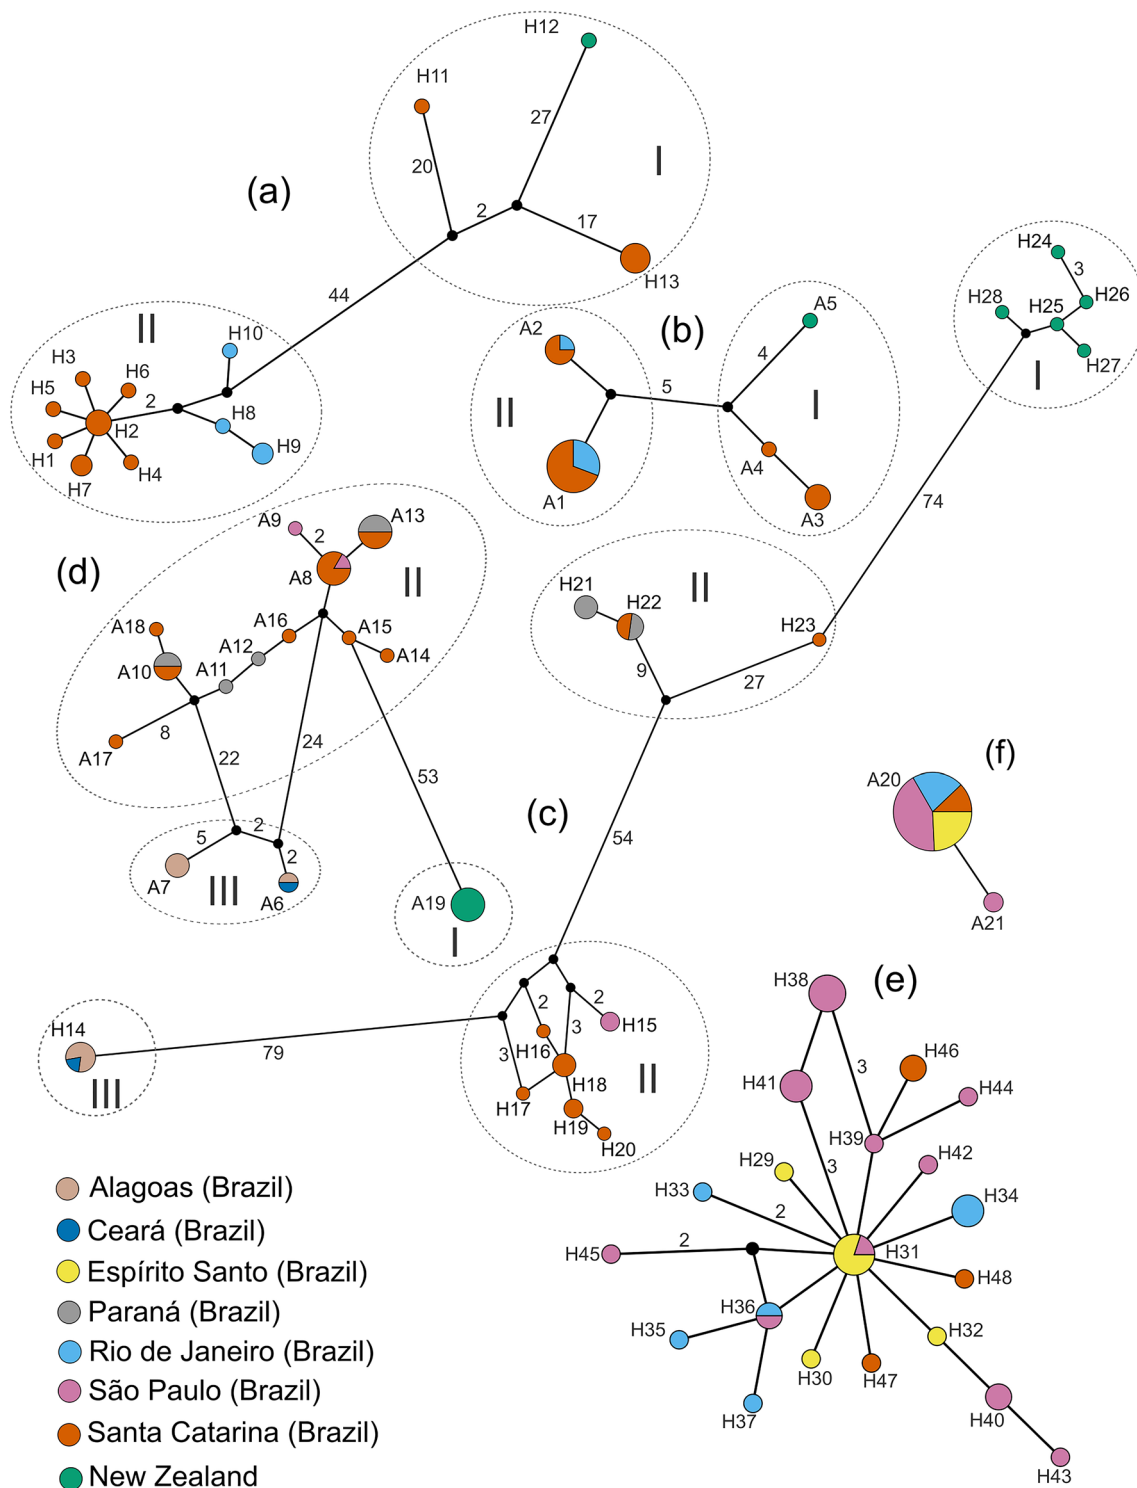 H12
H11
27
20
I
(a)
2
17
H13
44
II
H10
H3
H6
H5
2
H8
H2
H1
H9
H4
H7
A5
A2
(b)
4
5
II
I
A4
A1
A3
H24
3
H28
H25
H26
H27
I
74
A9
A13
2
(d)
A8
II
A18
A16
A15
A12
A10
A11
A14
8
A17
22
24
53
5
2
2
A7
III
A6
A19
I
II
H21
H22
H23
9
27
(c)
54
(f)
A20
A21
H14
79
III
2
2
H15
3
H16
3
H18
H17
II
H19
H20
(e)
H38
H46
3
H41
H44
H39
H42
H29
3
H33
H34
2
2
H31
H45
H48
H36
H32
H35
H30
H47
H37
H40
H43
Alagoas (Brazil)
Ceará (Brazil)
Espírito Santo (Brazil)
Paraná (Brazil)
Rio de Janeiro (Brazil)
São Paulo (Brazil)
Santa Catarina (Brazil)
New Zealand